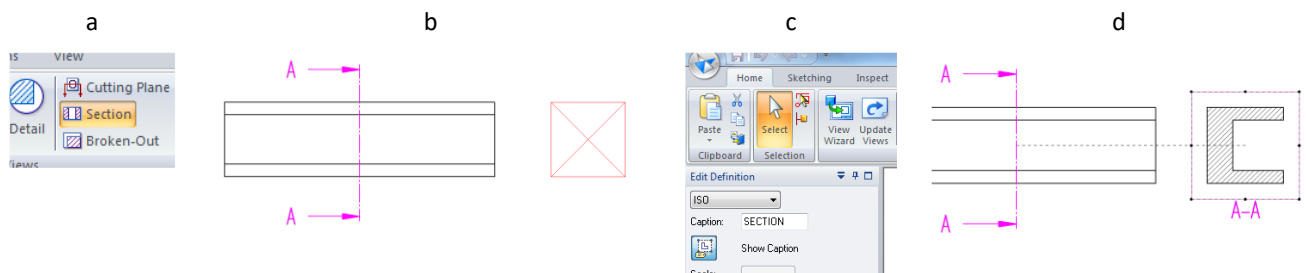 a
b
c
d
View
Cutting Plane
Section
Detail
Broken-Out
Views
A
A
Home Sketching Inspect
Paste
Select
View Wizard
Update Views
Clipboard Selection
Edit Definition
ISO
Caption: SECTION
Show Caption
A
A
A-A